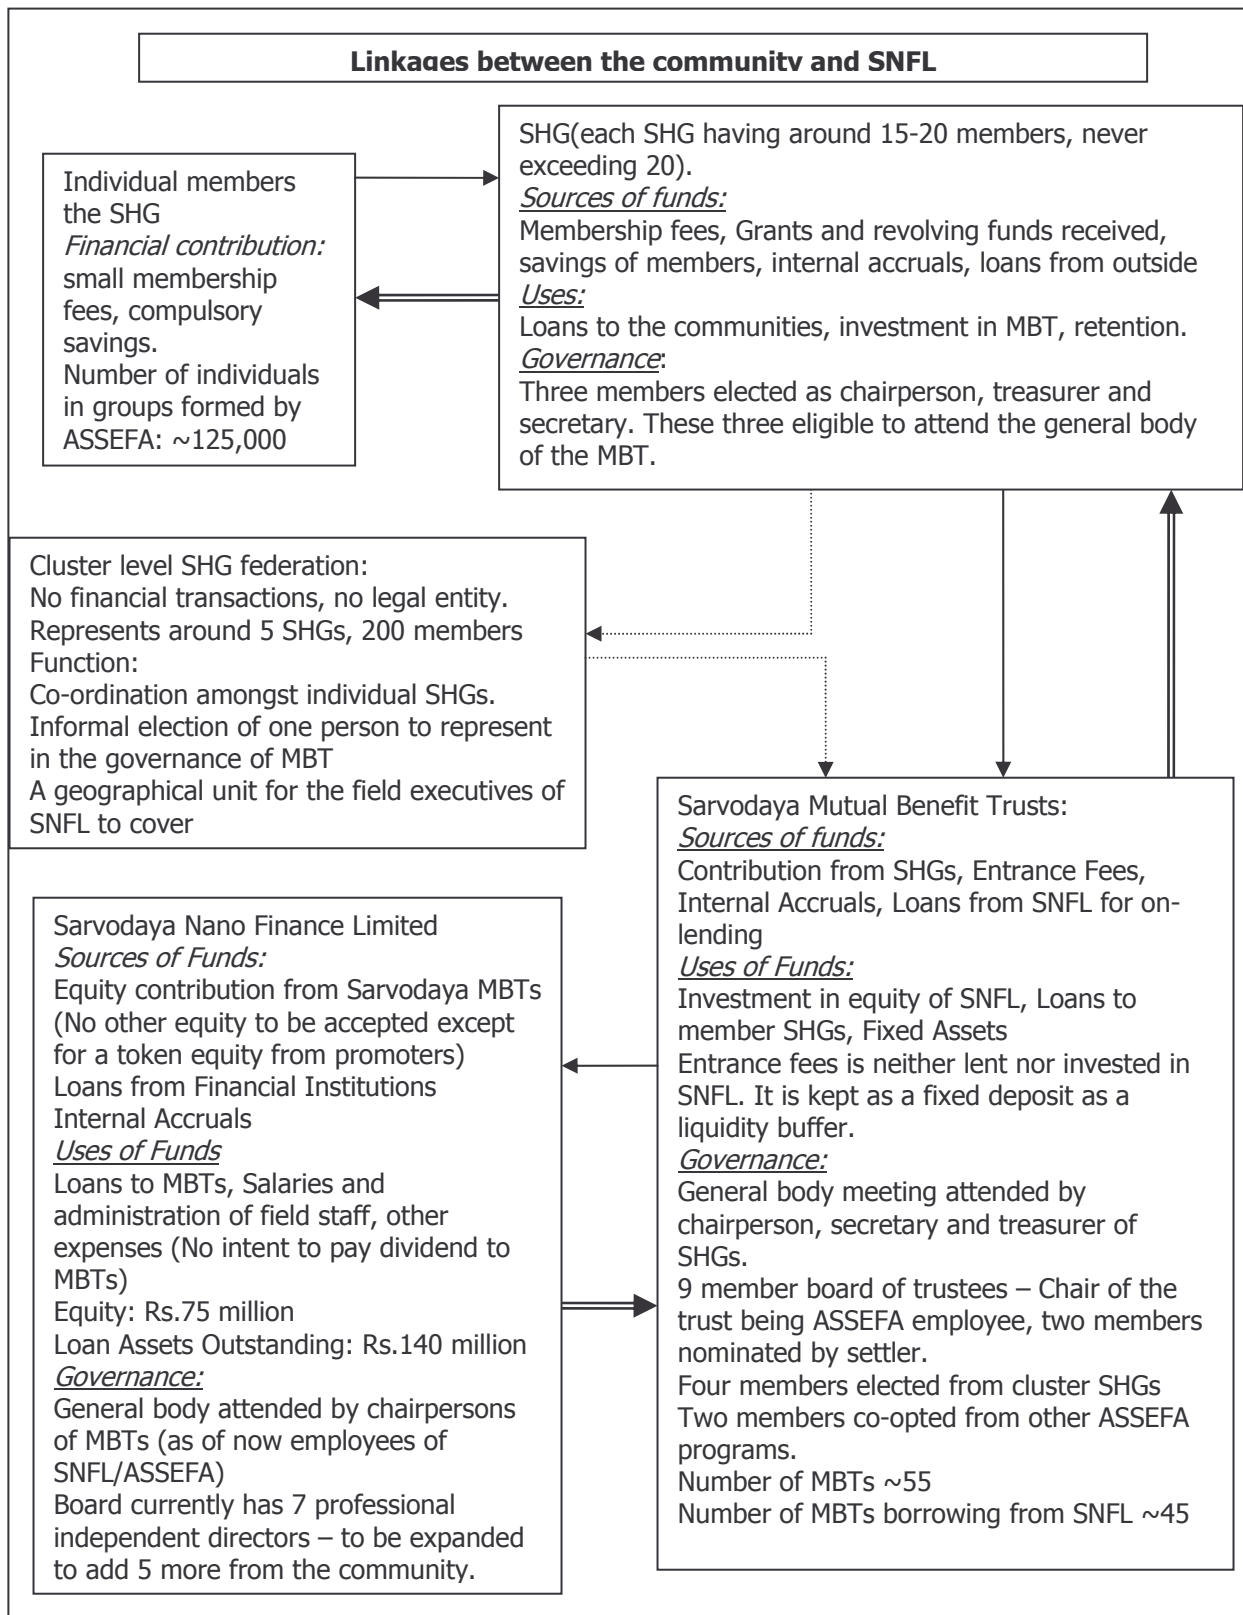 Linkages between the community and SNFL
Individual members
the SHG
Financial contribution:
small membership
fees, compulsory
savings.
Number of individuals
in groups formed by
ASSEFA: ~125,000
SHG(each SHG having around 15-20 members, never
exceeding 20).
Sources of funds:
Membership fees, Grants and revolving funds received,
savings of members, internal accruals, loans from outside
Uses:
Loans to the communities, investment in MBT, retention.
Governance:
Three members elected as chairperson, treasurer and
secretary. These three eligible to attend the general body
of the MBT.
Cluster level SHG federation:
No financial transactions, no legal entity.
Represents around 5 SHGs, 200 members
Function:
Co-ordination amongst individual SHGs.
Informal election of one person to represent
in the governance of MBT
A geographical unit for the field executives of
SNFL to cover
Sarvodaya Nano Finance Limited
Sources of Funds:
Equity contribution from Sarvodaya MBTs
(No other equity to be accepted except
for a token equity from promoters)
Loans from Financial Institutions
Internal Accruals
Uses of Funds
Loans to MBTs, Salaries and
administration of field staff, other
expenses (No intent to pay dividend to
MBTs)
Equity: Rs.75 million
Loan Assets Outstanding: Rs.140 million
Governance:
General body attended by chairpersons
of MBTs (as of now employees of
SNFL/ASSEFA)
Board currently has 7 professional
independent directors – to be expanded
to add 5 more from the community.
Sarvodaya Mutual Benefit Trusts:
Sources of funds:
Contribution from SHGs, Entrance Fees,
Internal Accruals, Loans from SNFL for on-
lending
Uses of Funds:
Investment in equity of SNFL, Loans to
member SHGs, Fixed Assets
Entrance fees is neither lent nor invested in
SNFL. It is kept as a fixed deposit as a
liquidity buffer.
Governance:
General body meeting attended by
chairperson, secretary and treasurer of
SHGs.
9 member board of trustees – Chair of the
trust being ASSEFA employee, two members
nominated by settler.
Four members elected from cluster SHGs
Two members co-opted from other ASSEFA
programs.
Number of MBTs ~55
Number of MBTs borrowing from SNFL ~45